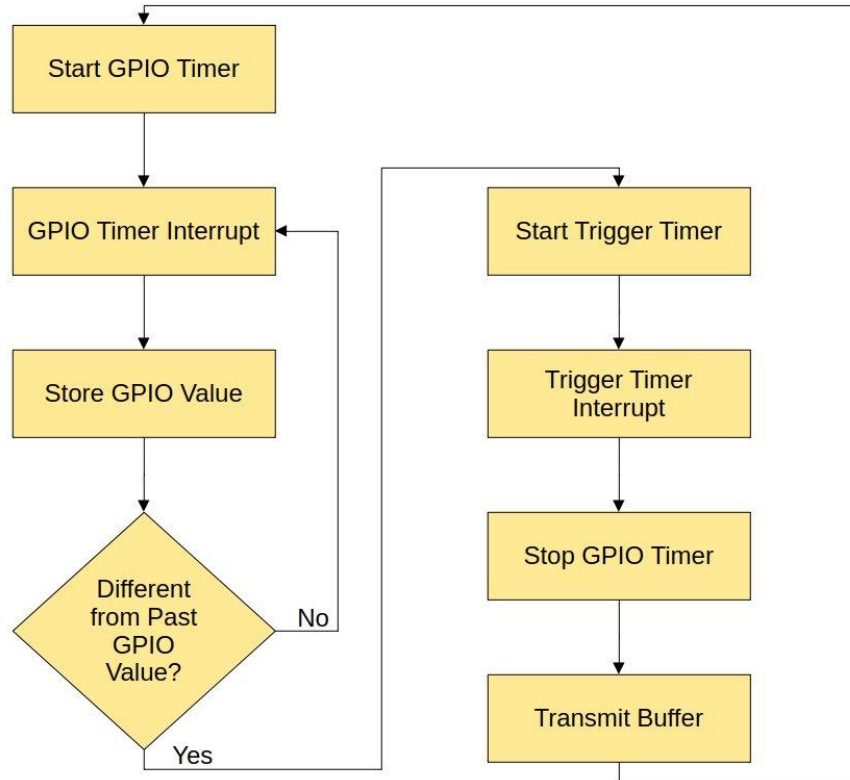 Start GPIO Timer
GPIO Timer Interrupt
Store GPIO Value
Different
from Past
GPIO
Value?
No
Yes
Start Trigger Timer
Trigger Timer
Interrupt
Stop GPIO Timer
Transmit Buffer